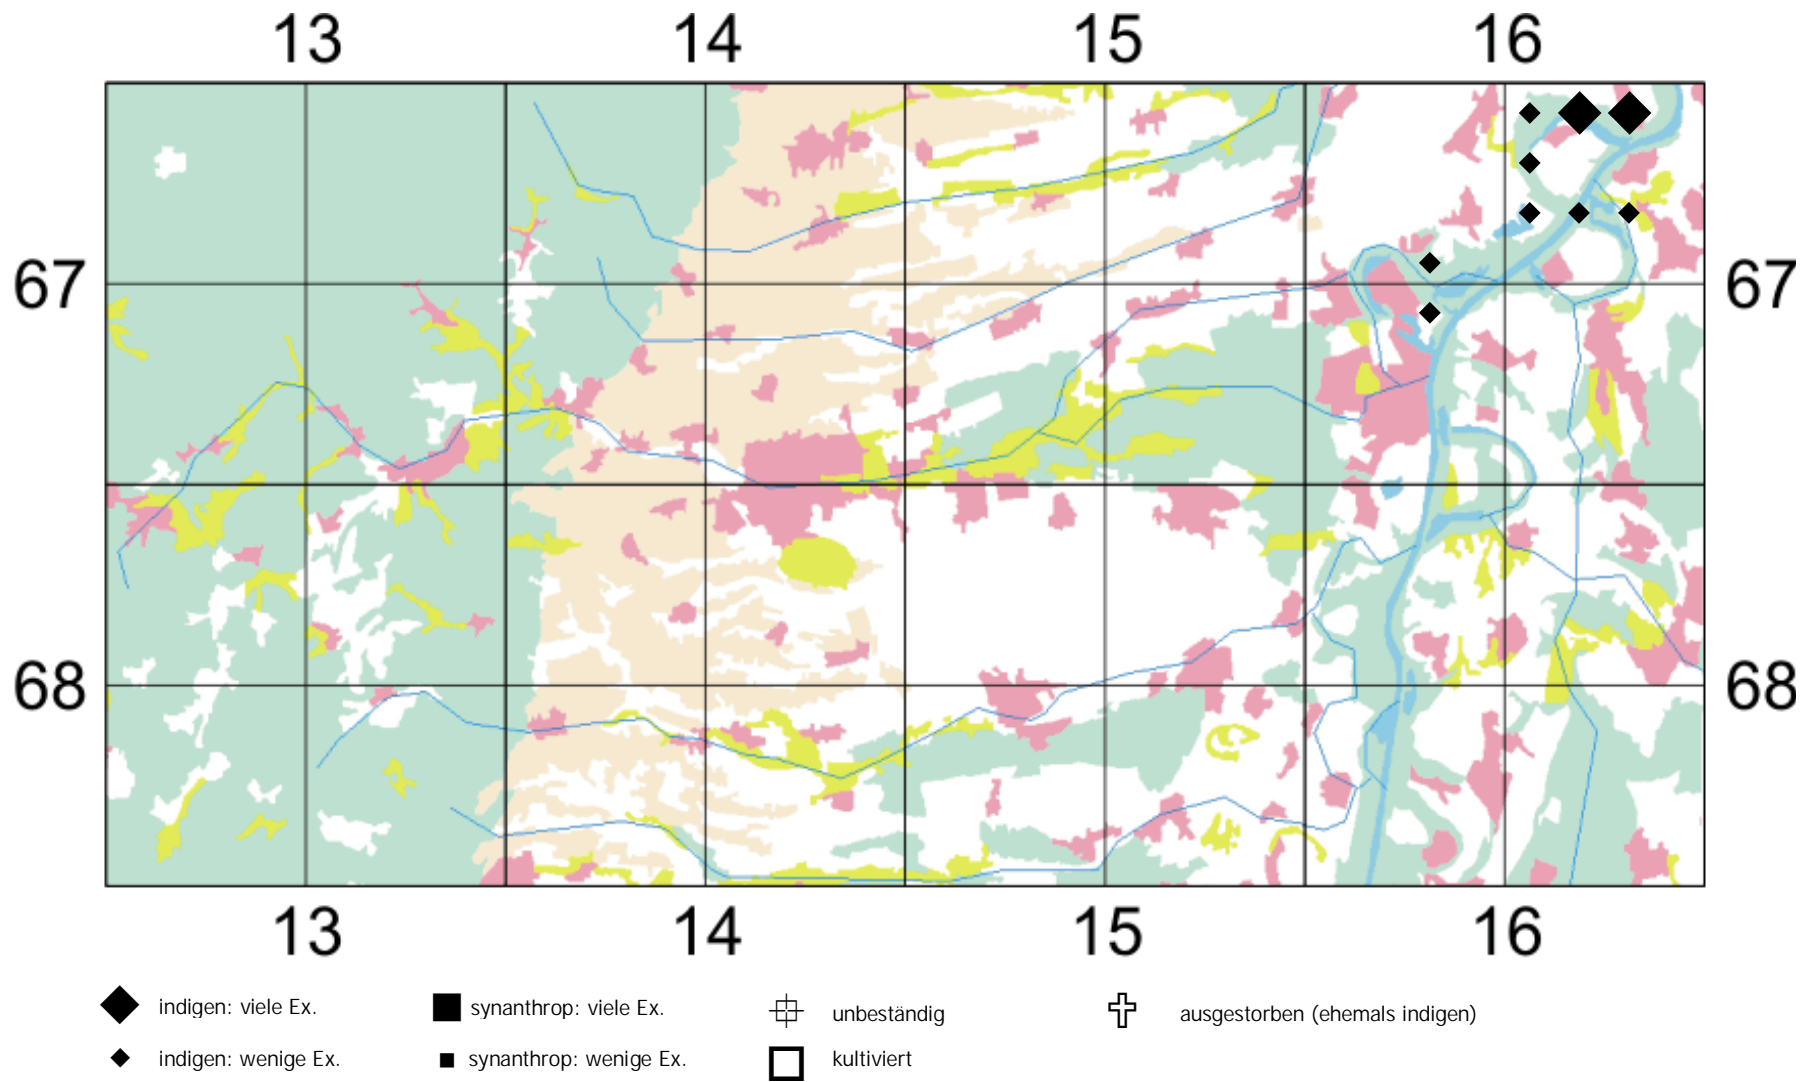 13 14 15 16
67 67
68 68
13 14 15 16
indigen: viele Ex. synanthrop: viele Ex. unbeständig ausgestorben (ehemals indigen)
indigen: wenige Ex. synanthrop: wenige Ex. kultiviert